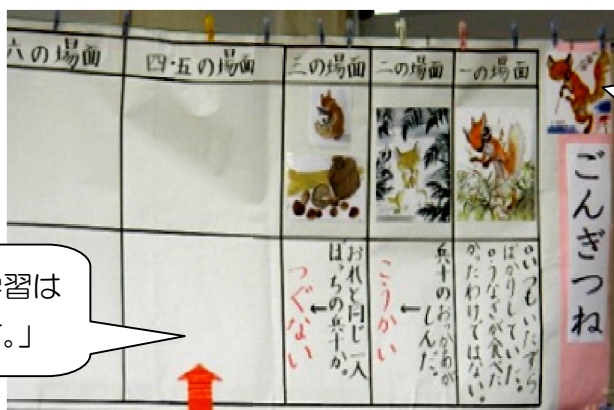 ごんぎつね
一の場面
いつもいたずら
ばかりしていた。
うなぎが食べた
かったわけではない。
二の場面
兵十のおっかあが
しんだ。
←
こうかい
三の場面
おれと同じ一人
ぼっちの兵十か。
←
つぐない
四・五の場面
六の場面
学習は
。」